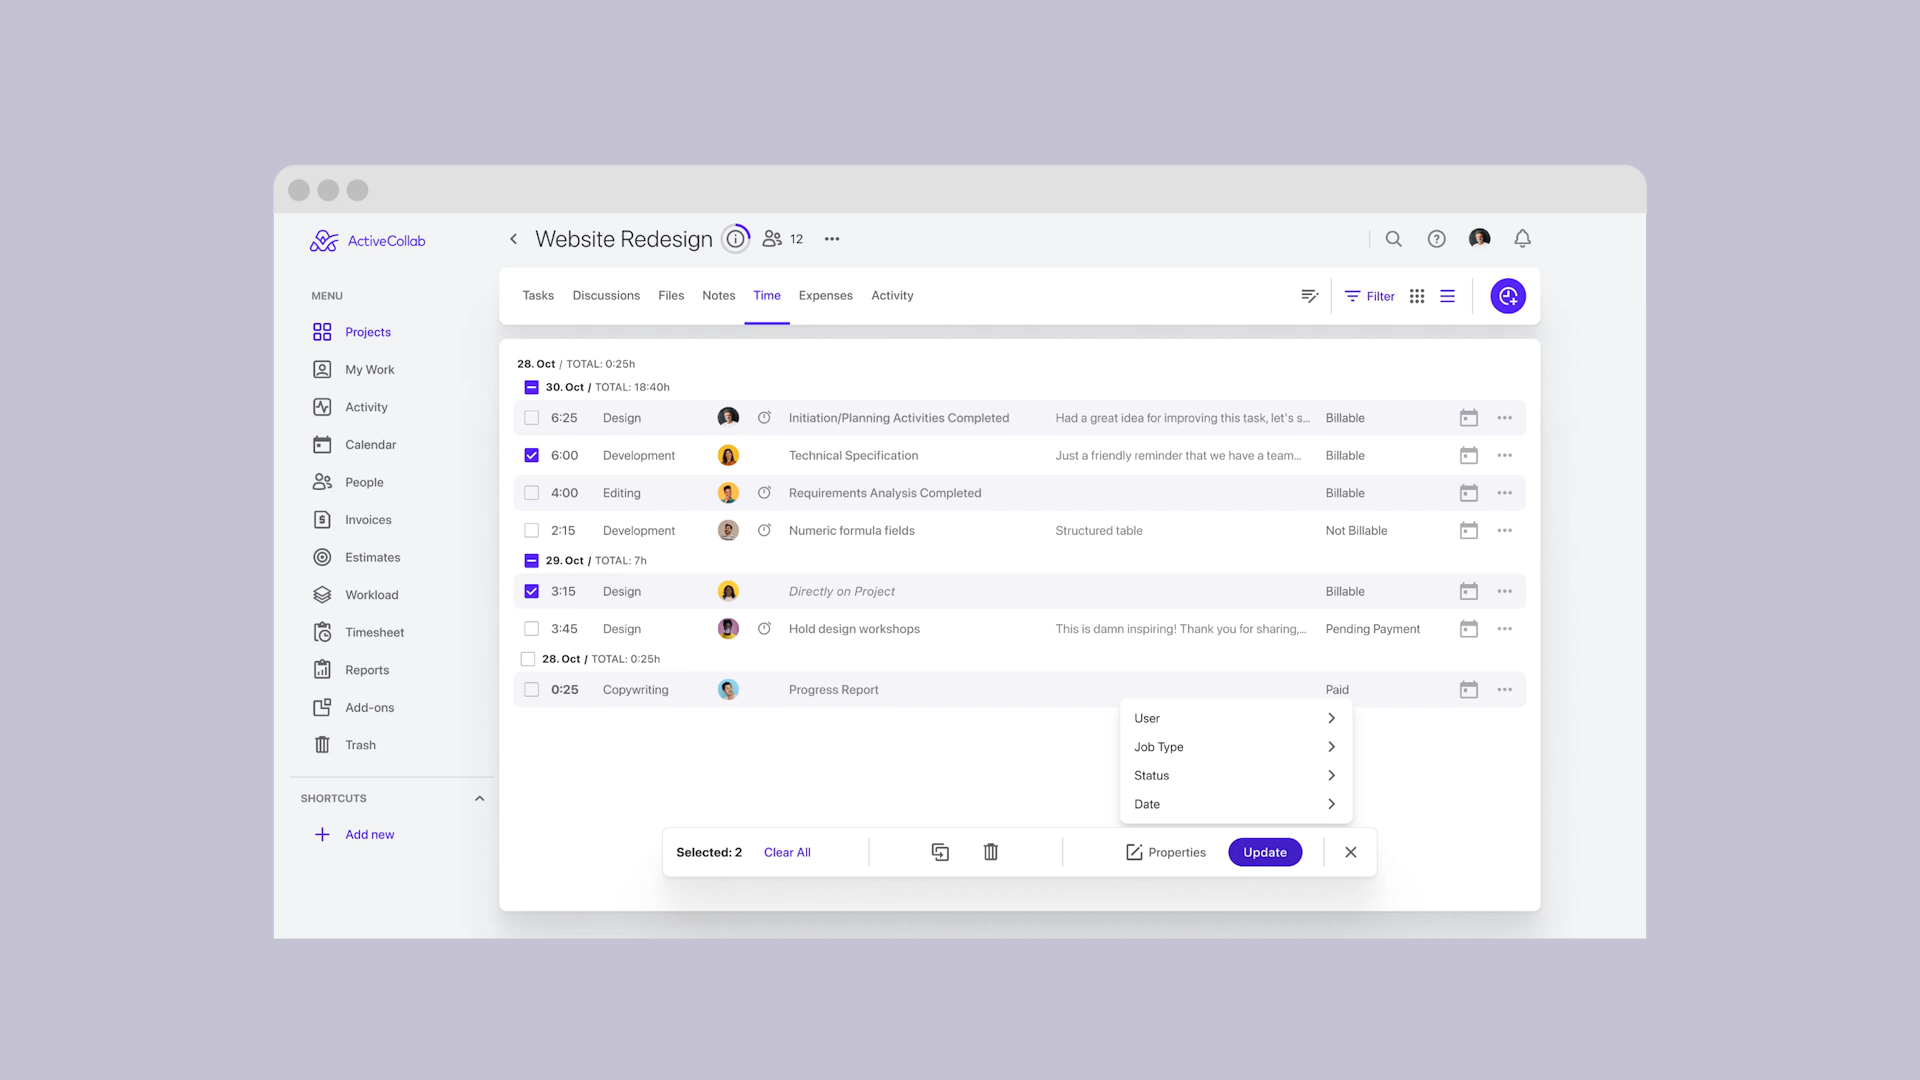 ActiveCollab
Website Redesign 12
MENU
Projects
My Work
Activity
Calendar
People
Invoices
Estimates
Workload
Timesheet
Reports
Add-ons
Trash
SHORTCUTS
Add new
Tasks Discussions Files Notes Time Expenses Activity Filter
28. Oct / TOTAL: 0:25h
30. Oct / TOTAL: 18:40h
6:25 Design Initiation/Planning Activities Completed Had a great idea for improving this task, let's s... Billable
6:00 Development Technical Specification Just a friendly reminder that we have a team... Billable
4:00 Editing Requirements Analysis Completed Billable
2:15 Development Numeric formula fields Structured table Not Billable
29. Oct / TOTAL: 7h
3:15 Design Directly on Project Billable
3:45 Design Hold design workshops This is damn inspiring! Thank you for sharing,... Pending Payment
28. Oct / TOTAL: 0:25h
0:25 Copywriting Progress Report Paid
User
Job Type
Status
Date
Selected: 2 Clear All Properties Update